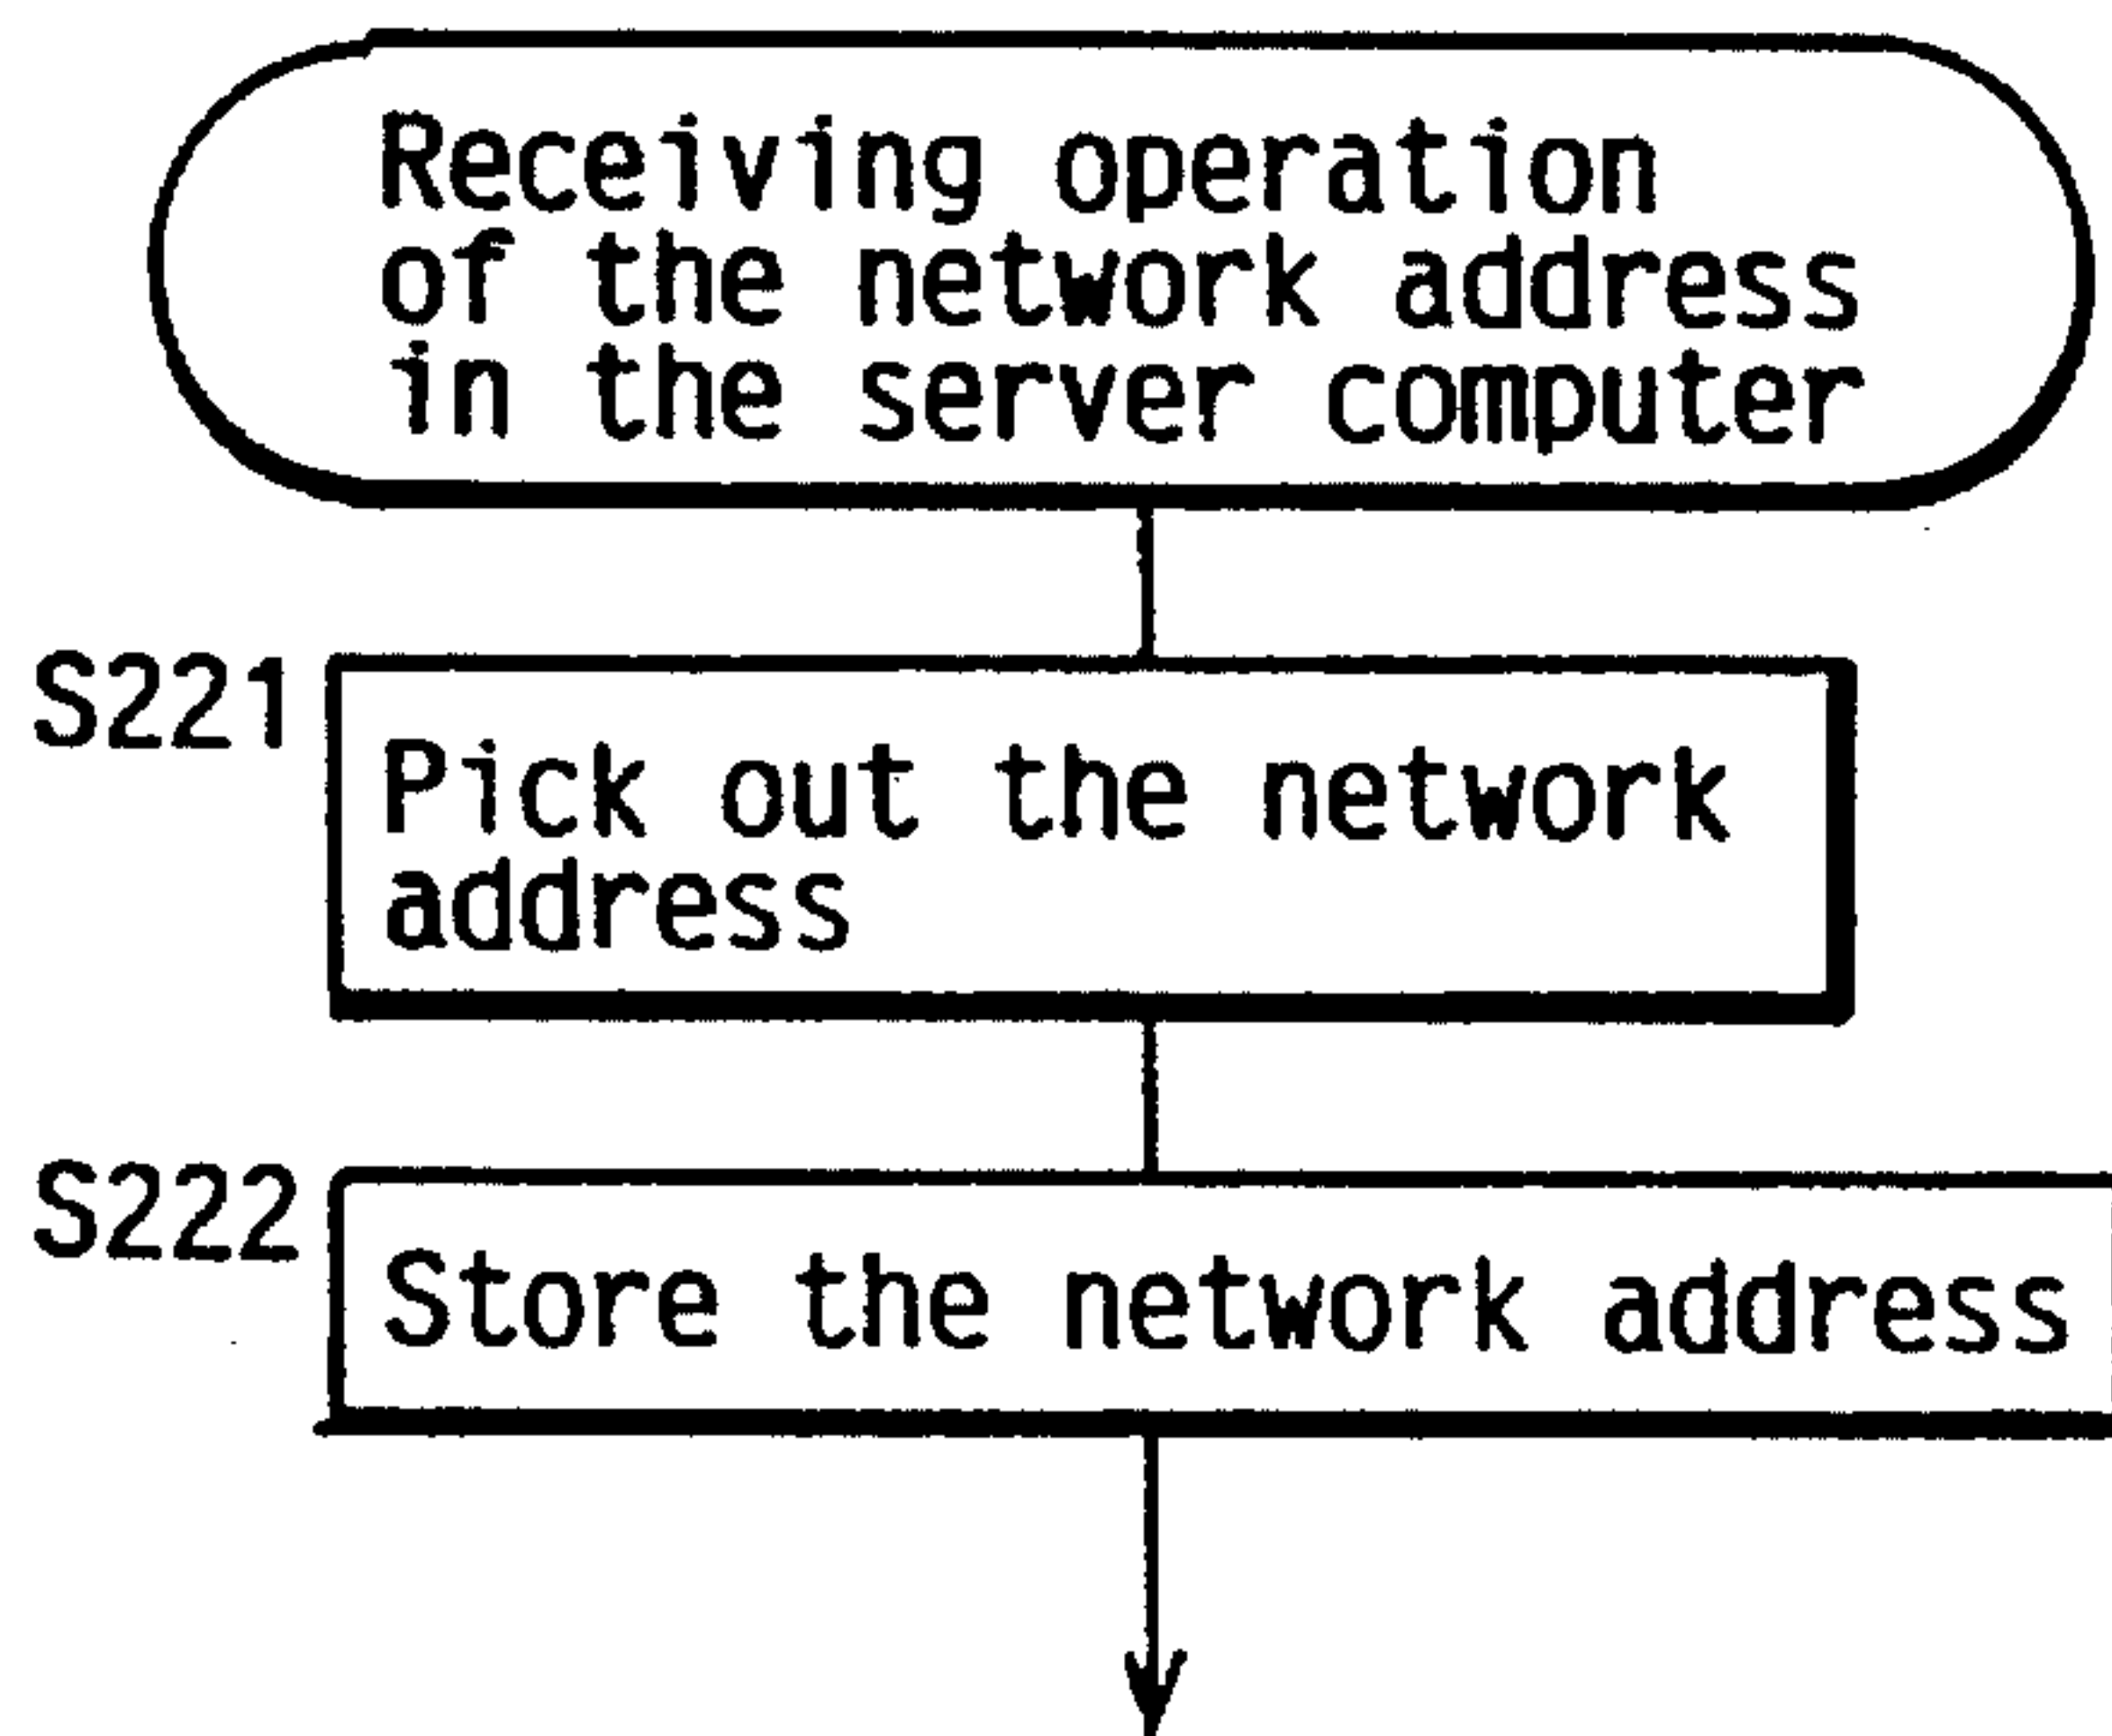 Receiving operation
of the network address
in the server computer
S221
Pick out the network
address
S222
Store the network address